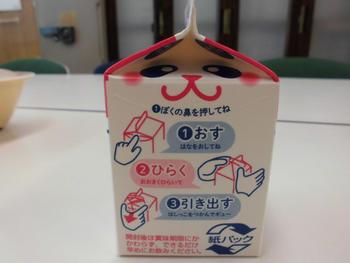 ❶ぼくの鼻を押してね
❶おす
はなをおしてね
❷ひらく
おおきくひらいて
❸引き出す
はしっこをつかんでギュー
開封後は賞味期限にか
かわらず、できるだけ
早めにお飲みください。
紙パック